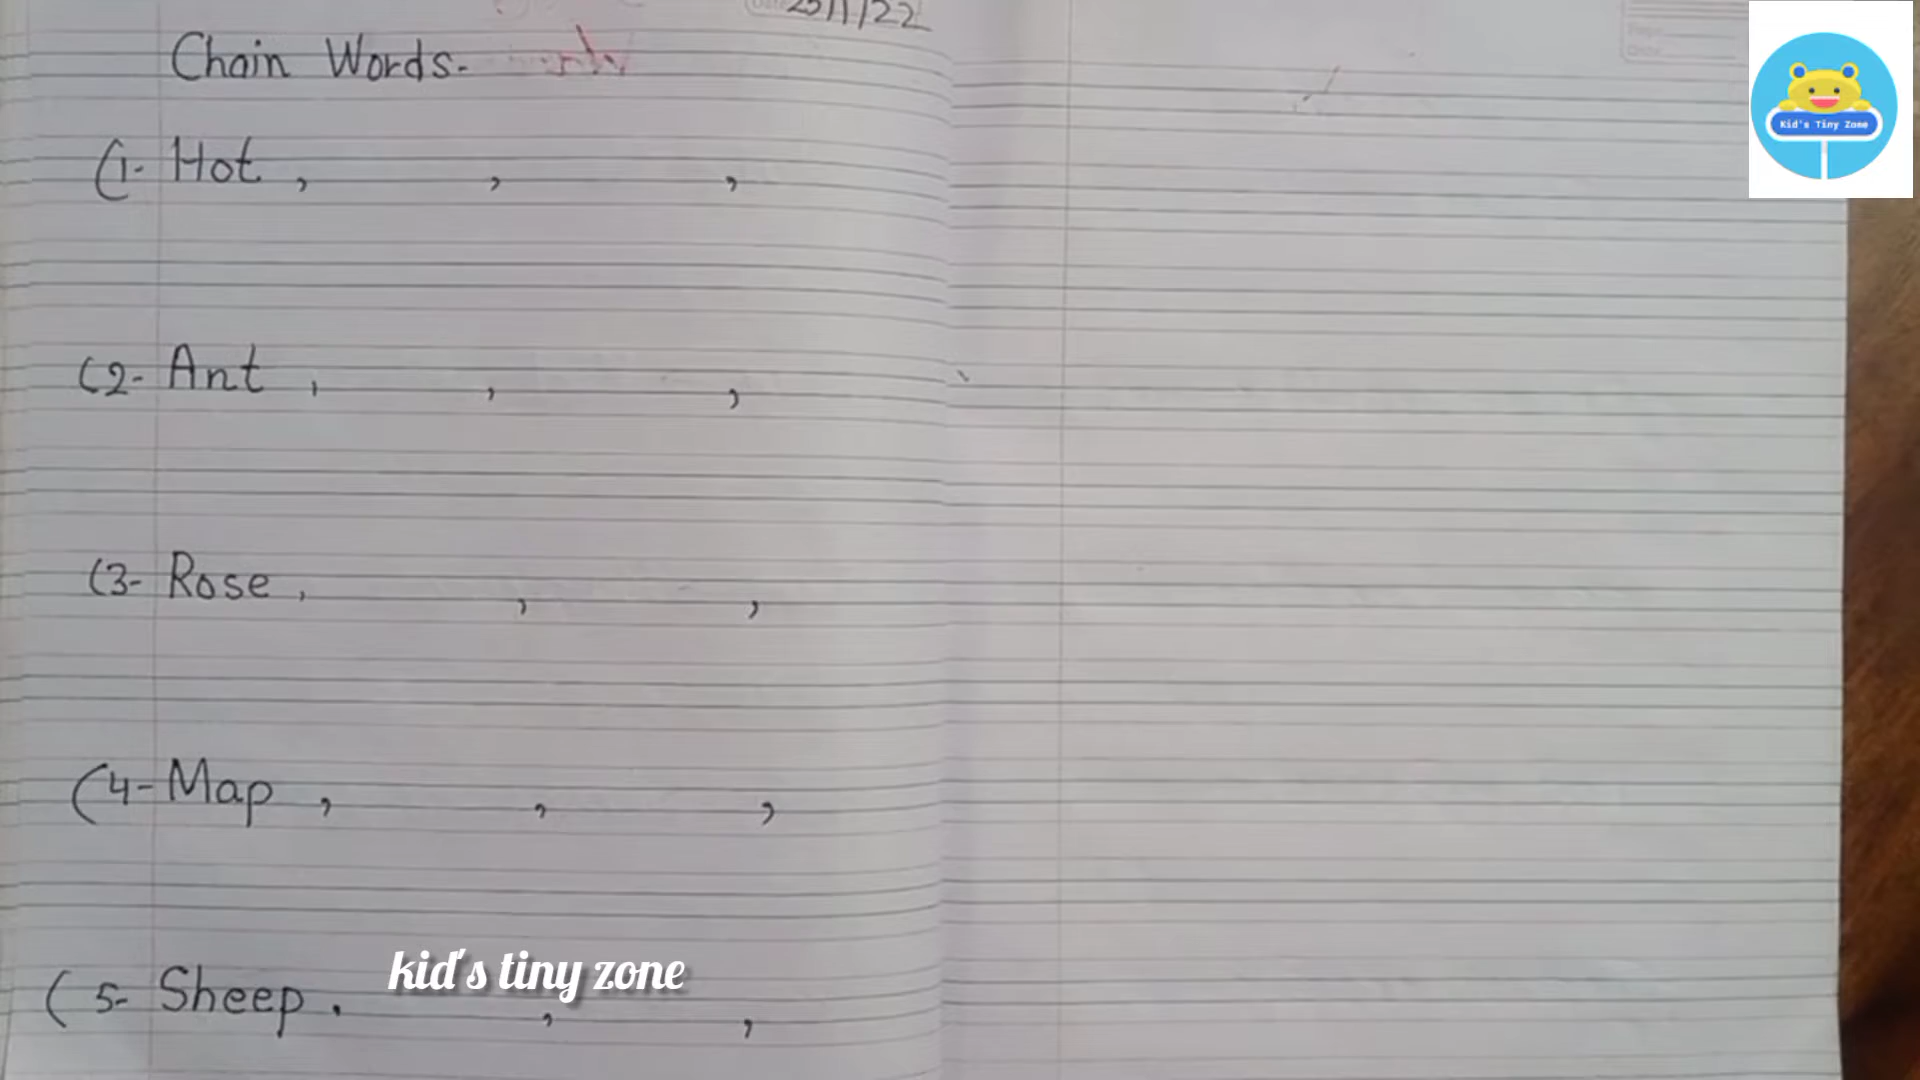 Chain Words.
(1- Hot , , ,
(2- Ant , , ,
(3- Rose , , ,
(4- Map , , ,
(5- Sheep . , ,
kid's tiny zone
Kid's Tiny Zone